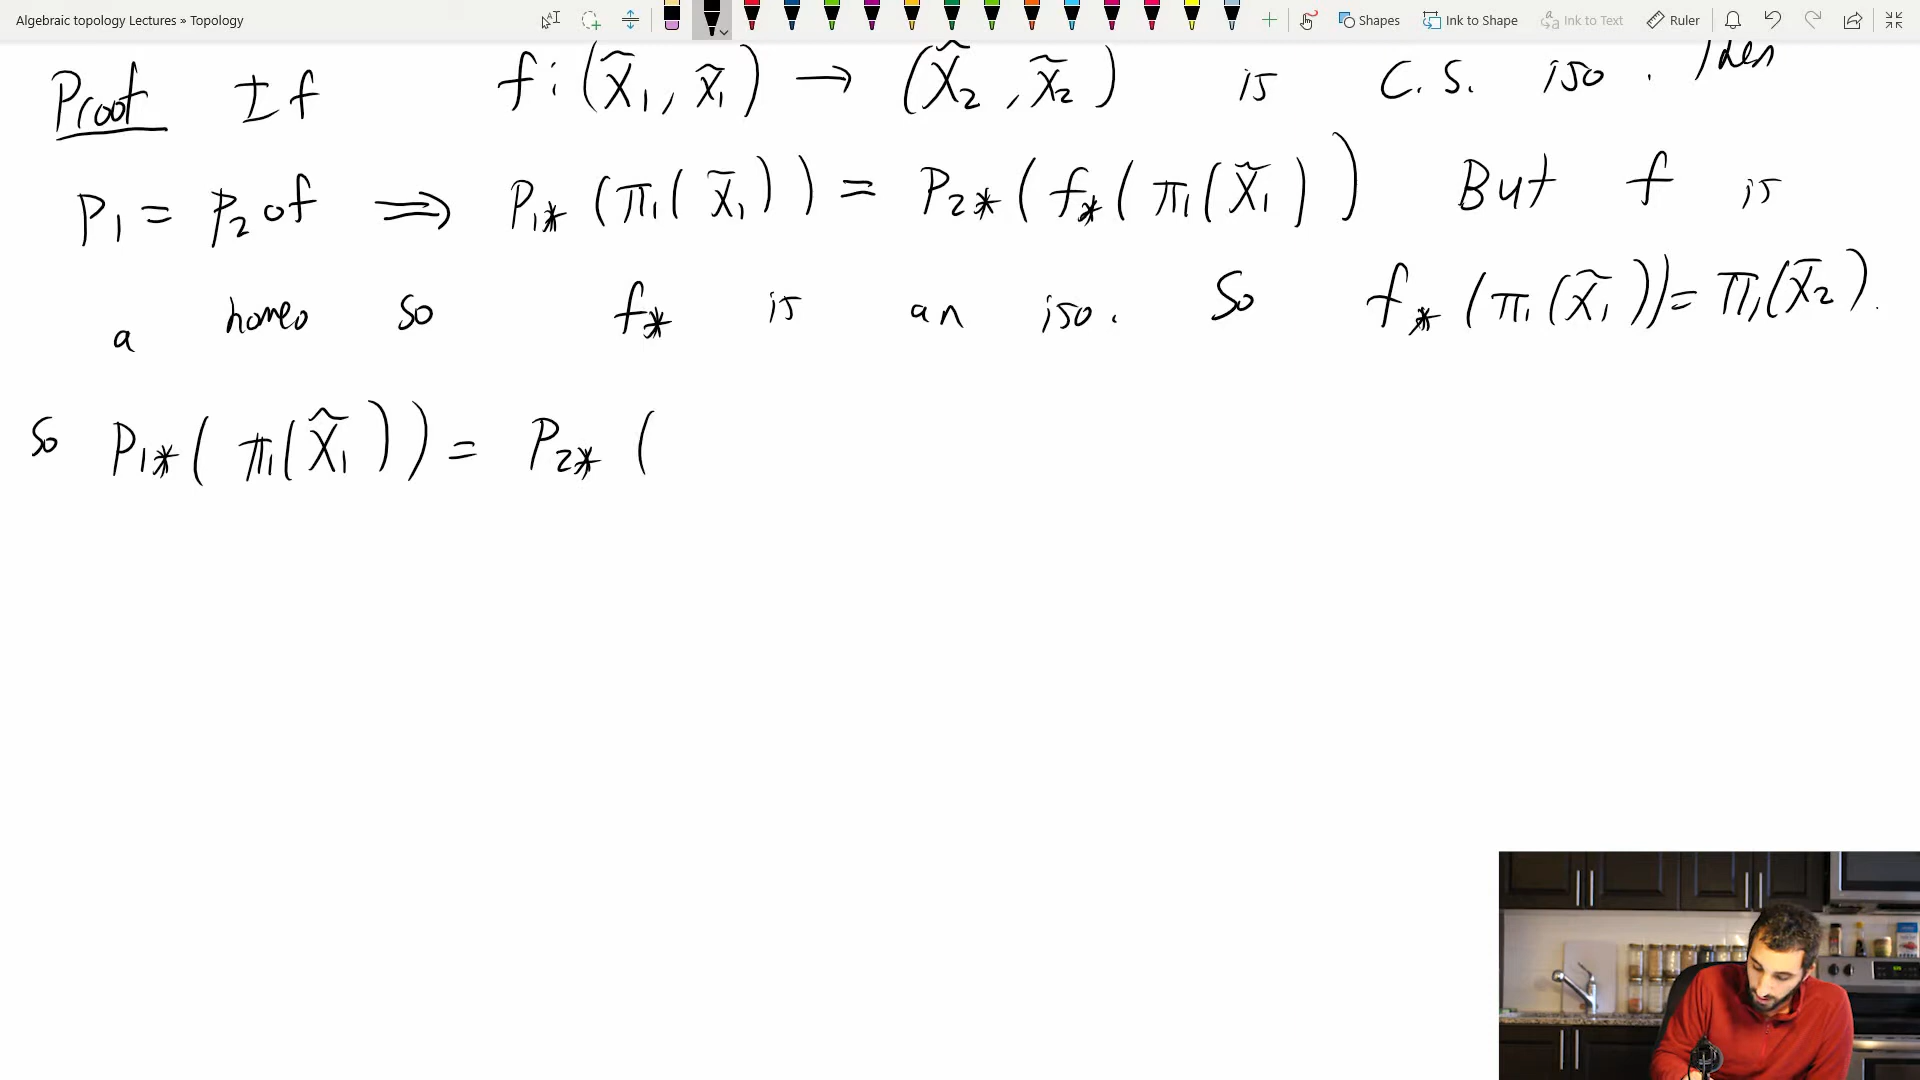 Algebraic topology Lectures » Topology
Shapes Ink to Shape Ink to Text Ruler
Proof If f : (X̃₁, x̃₁) → (X̃₂, x̃₂) is C.S. iso. Then
P₁ = P₂ ∘ f ⟹ P₁* (π₁( x̃₁)) = P₂* ( f* ( π₁ (X̃₁ ) ) But f is
a homeo so f* is an iso. So f* (π₁ (X̃₁ )) = π₁(X̃₂).
So P₁* ( π₁(X̃₁ )) = P₂* (